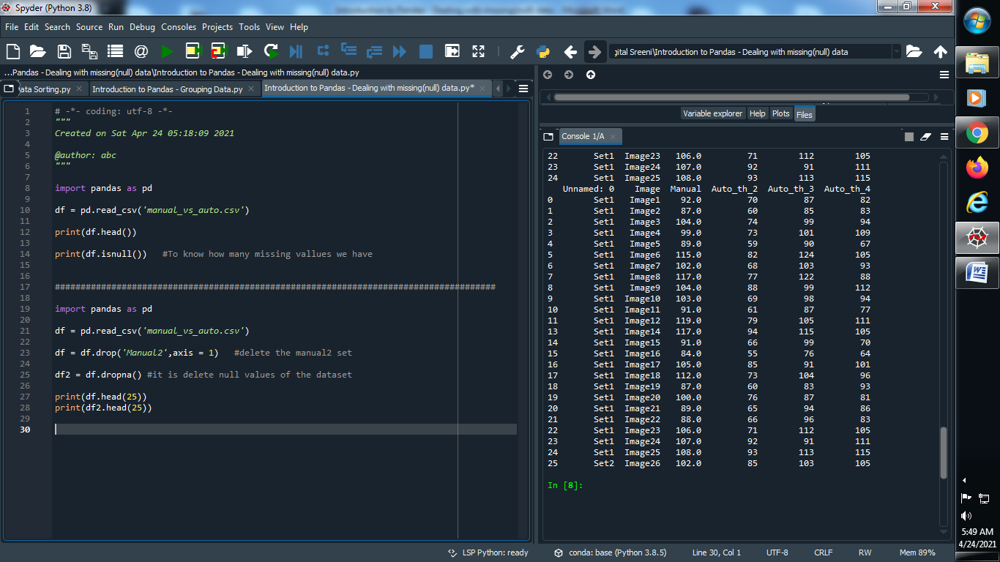 Spyder (Python 3.8)
File Edit Search Source Run Debug Consoles Projects Tools View Help
gital Sreeni\Introduction to Pandas - Dealing with missing(null) data
...Pandas - Dealing with missing(null) data\Introduction to Pandas - Dealing with missing(null) data.py
ata Sorting.py Introduction to Pandas - Grouping Data.py Introduction to Pandas - Dealing with missing(null) data.py*
1 # -*- coding: utf-8 -*-
2 """
3 Created on Sat Apr 24 05:18:09 2021
4
5 @author: abc
6 """
7
8 import pandas as pd
9
10 df = pd.read_csv('manual_vs_auto.csv')
11
12 print(df.head())
13
14 print(df.isnull())   #To know how many missing vallues we have
15
16
17 ######################################################################################
18
19 import pandas as pd
20
21 df = pd.read_csv('manual_vs_auto.csv')
22
23 df = df.drop('Manual2',axis = 1)   #delete the manual2 set
24
25 df2 = df.dropna() #it is delete null values of the dataset
26
27 print(df.head(25))
28 print(df2.head(25))
29
30
Variable explorer Help Plots Files
Console 1/A
22 Set1 Image23 106.0 71 112 105
23 Set1 Image24 107.0 92 91 111
24 Set1 Image25 108.0 93 113 115
Unnamed: 0 Image Manual Auto_th_2 Auto_th_3 Auto_th_4
0 Set1 Image1 92.0 70 87 82
1 Set1 Image2 87.0 60 85 83
2 Set1 Image3 104.0 74 99 94
3 Set1 Image4 99.0 73 101 109
4 Set1 Image5 89.0 59 90 67
5 Set1 Image6 115.0 82 124 105
6 Set1 Image7 102.0 68 103 93
7 Set1 Image8 117.0 77 122 88
8 Set1 Image9 104.0 88 99 112
9 Set1 Image10 103.0 69 98 94
10 Set1 Image11 91.0 61 87 77
11 Set1 Image12 119.0 79 105 111
13 Set1 Image14 117.0 94 115 105
14 Set1 Image15 91.0 66 99 70
15 Set1 Image16 84.0 55 76 64
16 Set1 Image17 105.0 85 91 101
17 Set1 Image18 112.0 73 104 96
18 Set1 Image19 87.0 60 83 93
19 Set1 Image20 100.0 76 87 81
20 Set1 Image21 89.0 65 94 86
21 Set1 Image22 88.0 66 96 83
22 Set1 Image23 106.0 71 112 105
23 Set1 Image24 107.0 92 91 111
24 Set1 Image25 108.0 93 113 115
25 Set2 Image26 102.0 85 103 105
In [8]:
LSP Python: ready conda: base (Python 3.8.5) Line 30, Col 1 UTF-8 CRLF RW Mem 89%
5:49 AM
4/24/2021